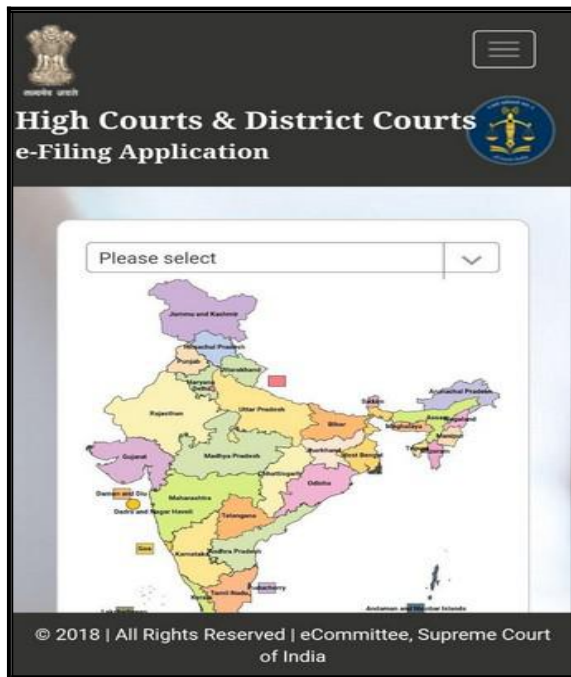 सत्यमेव जयते
High Courts & District Courts
e-Filing Application
Please select
Jammu and Kashmir
Himachal Pradesh
Punjab
Uttarakhand
Haryana
Delhi
Rajasthan
Uttar Pradesh
Bihar
Sikkim
Arunachal Pradesh
Assam
Nagaland
Meghalaya
Manipur
Mizoram
Gujarat
Madhya Pradesh
Jharkhand
West Bengal
Chhattisgarh
Odisha
Daman and Diu
Dadra and Nagar Haveli
Maharashtra
Telangana
Goa
Karnataka
Andhra Pradesh
Puducherry
Tamil Nadu
Kerala
Andaman and Nicobar Islands
© 2018 | All Rights Reserved | eCommittee, Supreme Court
of India